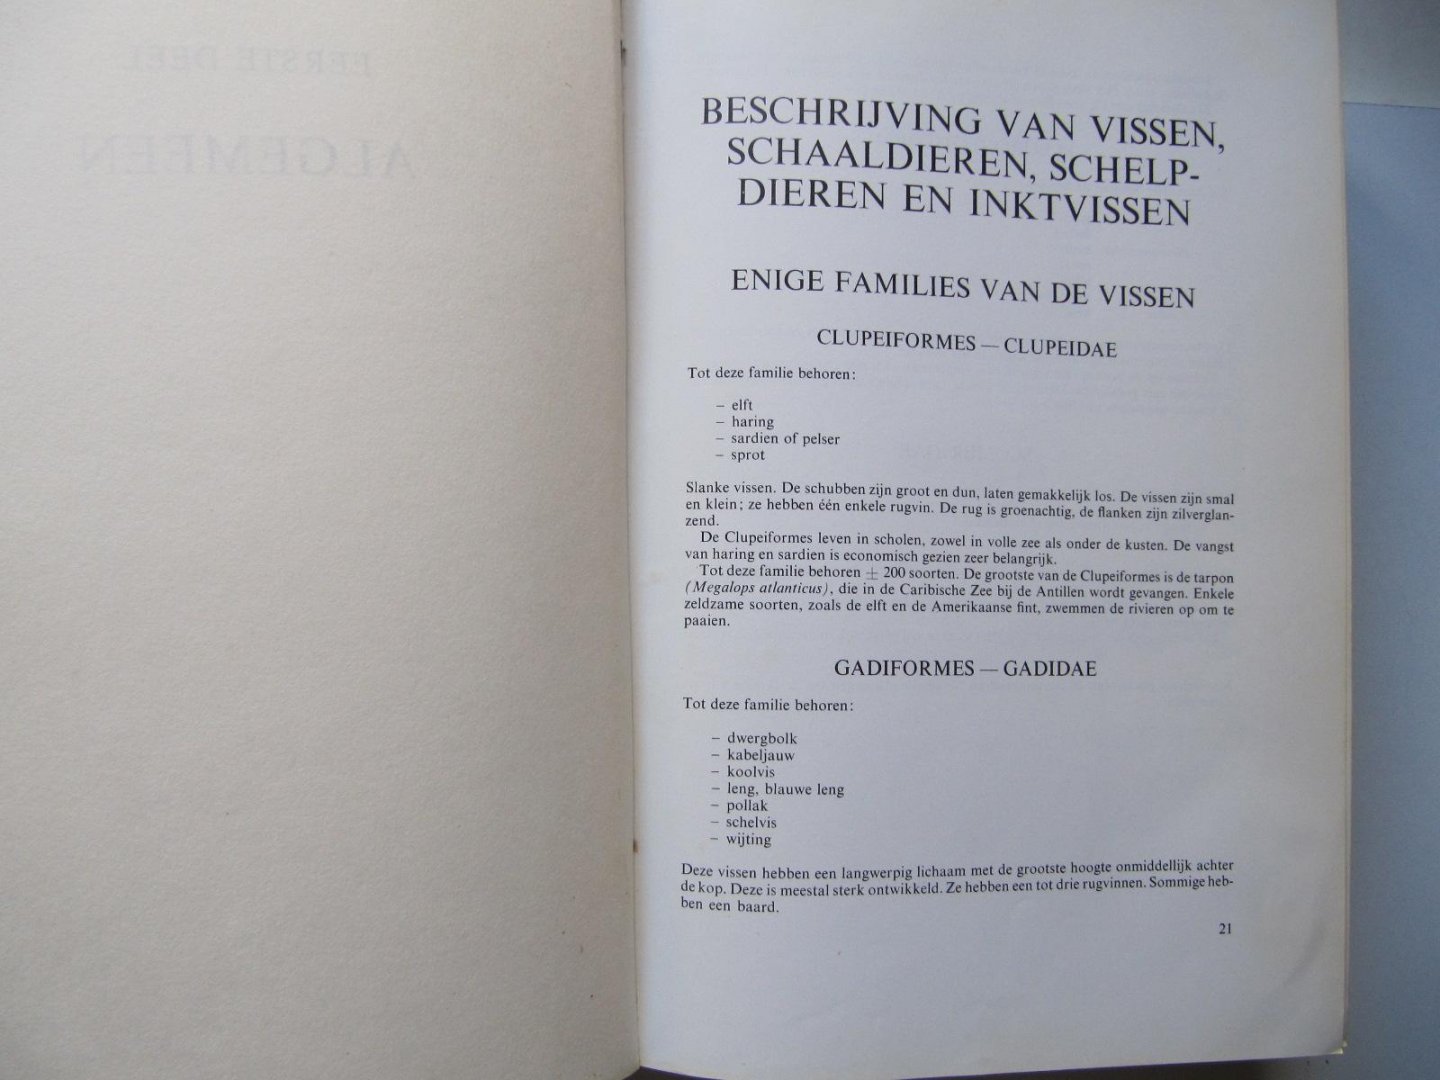 EERSTE DEEL
ALGEMEEN
BESCHRIJVING VAN VISSEN,
SCHAALDIEREN, SCHELP-
DIEREN EN INKTVISSEN
ENIGE FAMILIES VAN DE VISSEN
CLUPEIFORMES — CLUPEIDAE
Tot deze familie behoren:
– elft
– haring
– sardien of pelser
– sprot
Slanke vissen. De schubben zijn groot en dun, laten gemakkelijk los. De vissen zijn smal
en klein; ze hebben één enkele rugvin. De rug is groenachtig, de flanken zijn zilverglan-
zend.
De Clupeiformes leven in scholen, zowel in volle zee als onder de kusten. De vangst
van haring en sardien is economisch gezien zeer belangrijk.
Tot deze familie behoren ± 200 soorten. De grootste van de Clupeiformes is de tarpon
(Megalops atlanticus), die in de Caribische Zee bij de Antillen wordt gevangen. Enkele
zeldzame soorten, zoals de elft en de Amerikaanse fint, zwemmen de rivieren op om te
paaien.
GADIFORMES — GADIDAE
Tot deze familie behoren:
– dwergbolk
– kabeljauw
– koolvis
– leng, blauwe leng
– pollak
– schelvis
– wijting
Deze vissen hebben een langwerpig lichaam met de grootste hoogte onmiddellijk achter
de kop. Deze is meestal sterk ontwikkeld. Ze hebben een tot drie rugvinnen. Sommige heb-
ben een baard.
21